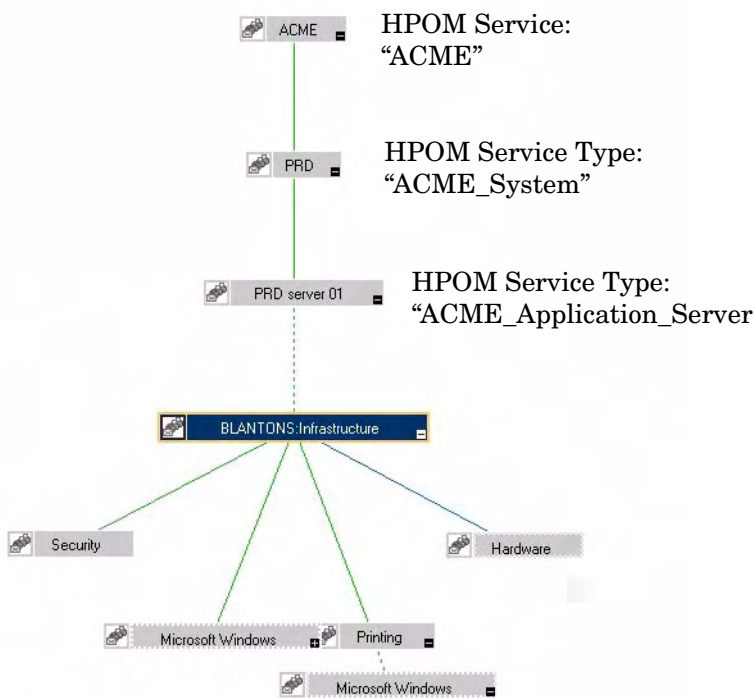 ACME
HPOM Service:
“ACME”
PRD
HPOM Service Type:
“ACME_System”
PRD server 01
HPOM Service Type:
“ACME_Application_Server
BLANTONS:Infrastructure
Security
Hardware
Microsoft Windows
Printing
Microsoft Windows